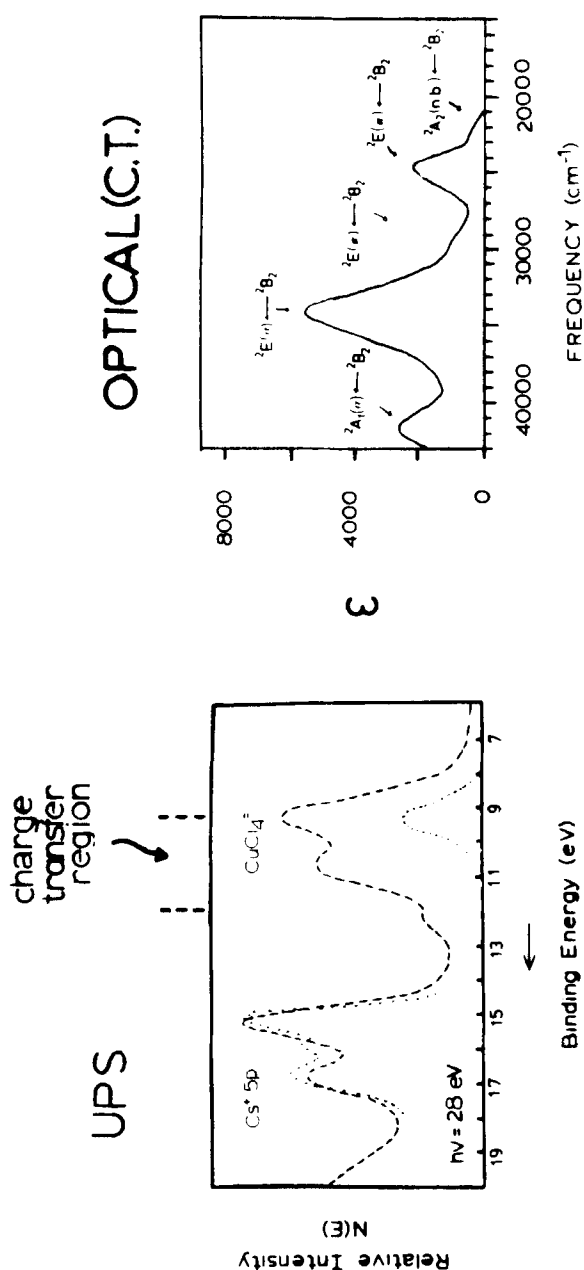 UPS
charge
transfer
region
Relative Intensity
N(E)
Cs⁺ 5p
CuCl₄⁼
hν = 28 eV
19
17
15
13
11
9
7
Binding Energy (eV)
OPTICAL (C.T.)
ε
8000
4000
0
²A₁(π) ← ²B₂
²E(π) ← ²B₂
²E(π) ← ²B₂
²E(π) ← ²B₂
²A₂(nb) ← ²B₂
40000
30000
20000
FREQUENCY (cm⁻¹)